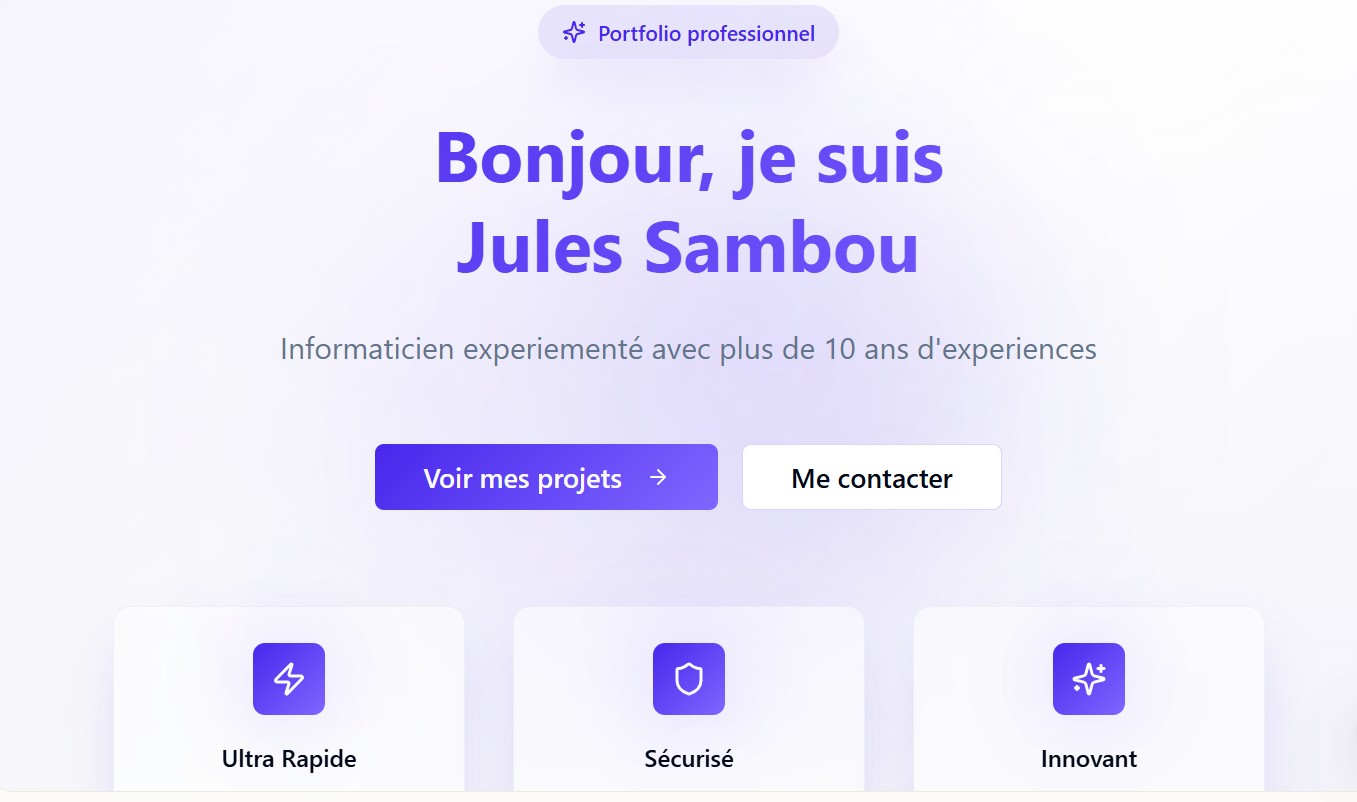 Portfolio professionnel
Bonjour, je suis
Jules Sambou
Informaticien experiementé avec plus de 10 ans d'experiences
Voir mes projets
Me contacter
Ultra Rapide
Sécurisé
Innovant